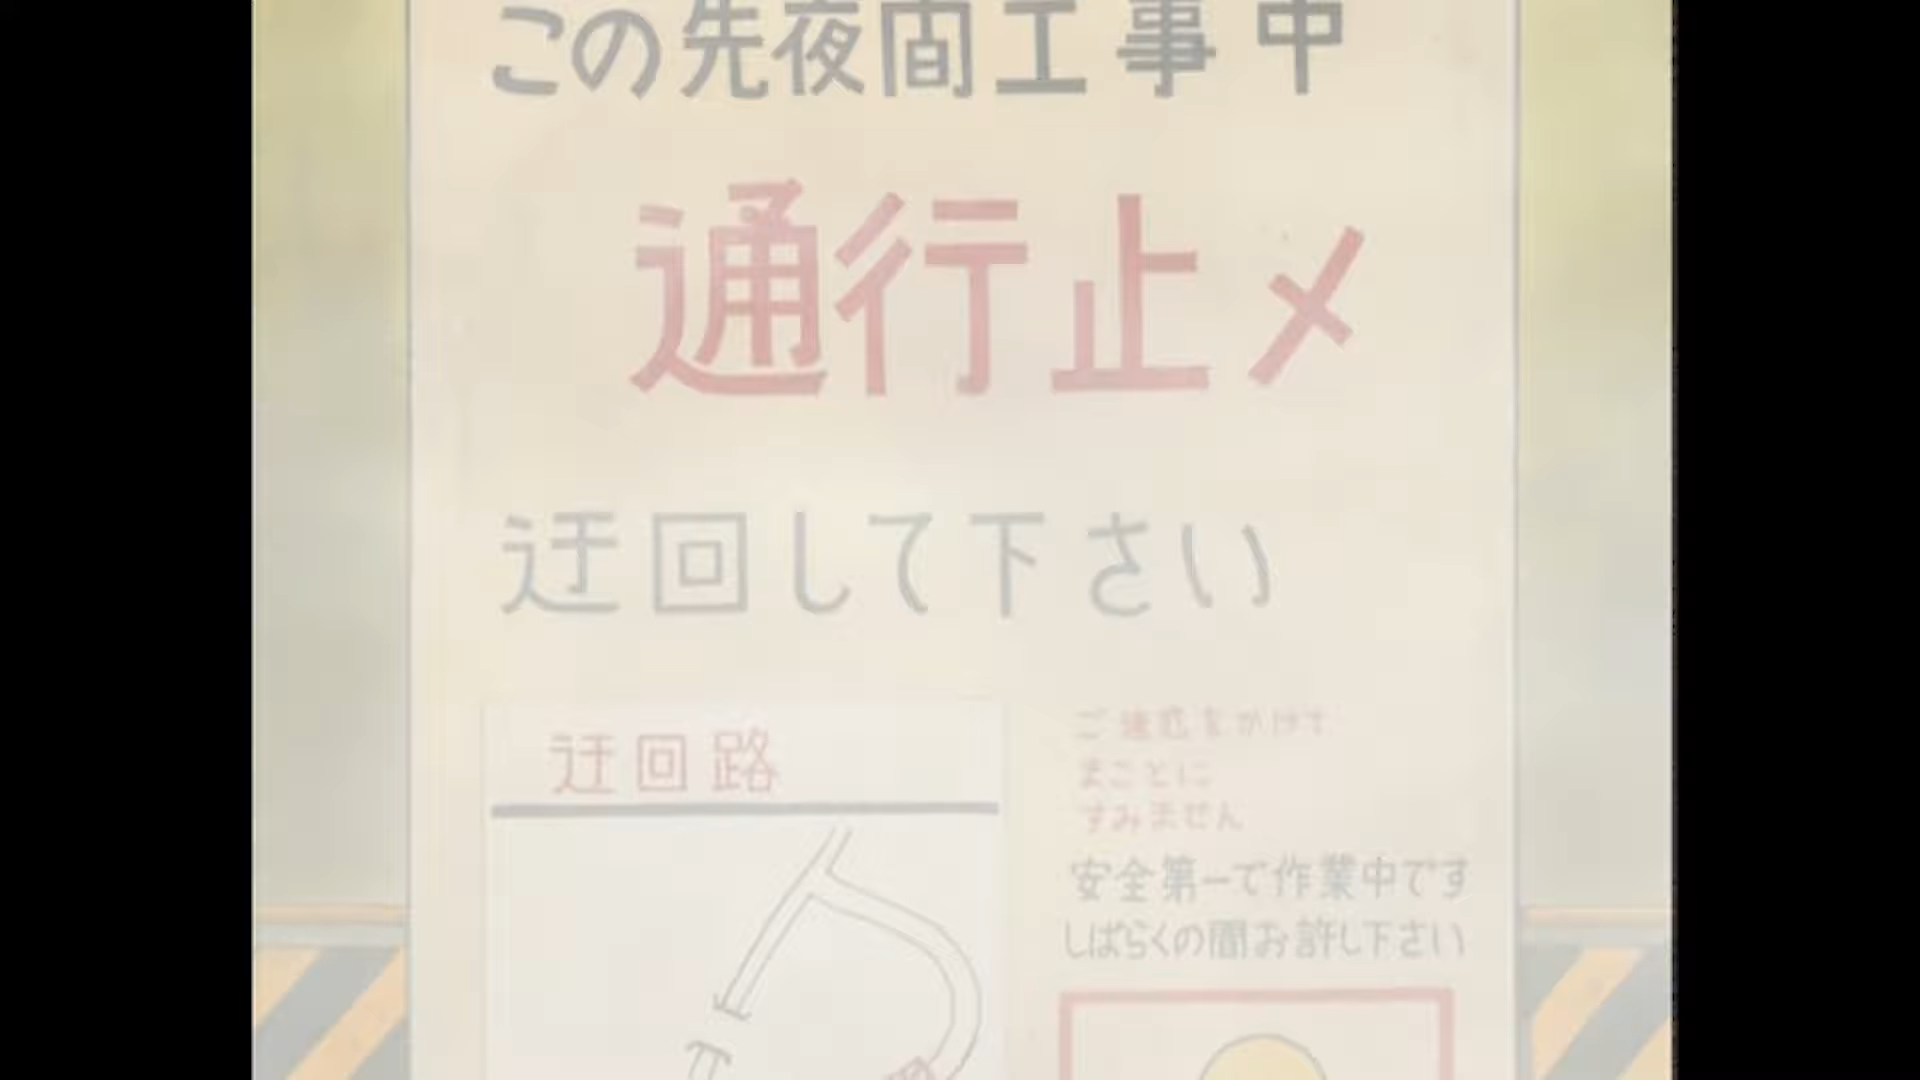 この先夜間工事中
通行止メ
迂回して下さい
迂回路
ご迷惑をかけて
まことに
すみません
安全第一で作業中です
しばらくの間お許し下さい